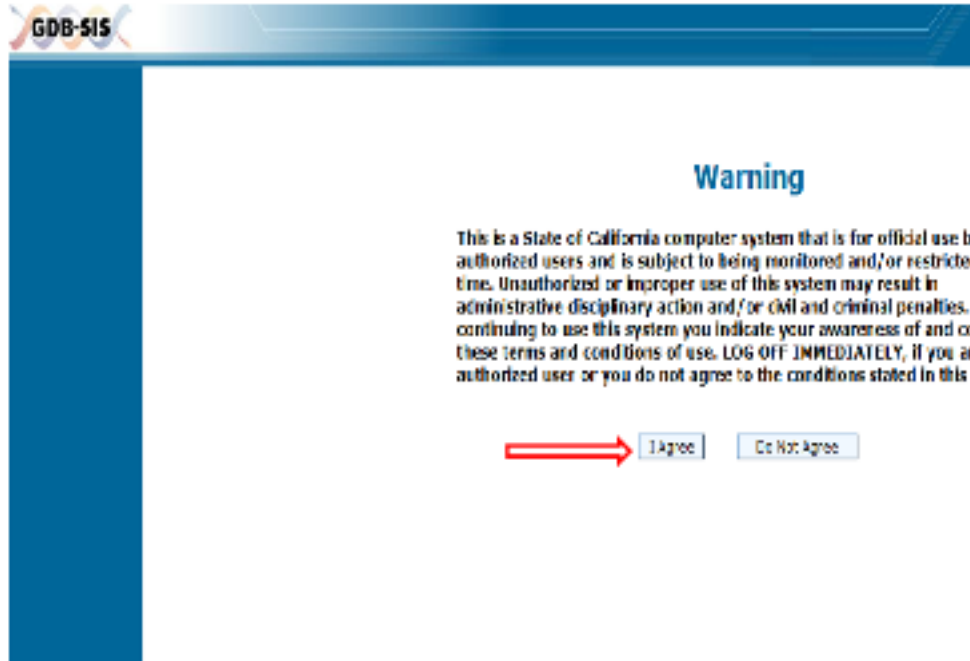 GDB-SIS
Warning
This is a State of California computer system that is for official use b
authorized users and is subject to being monitored and/or restricte
time. Unauthorized or improper use of this system may result in
administrative disciplinary action and/or civil and criminal penalties.
continuing to use this system you indicate your awareness of and co
these terms and conditions of use. LOG OFF IMMEDIATELY, if you a
authorized user or you do not agree to the conditions stated in this
I Agree
Do Not Agree